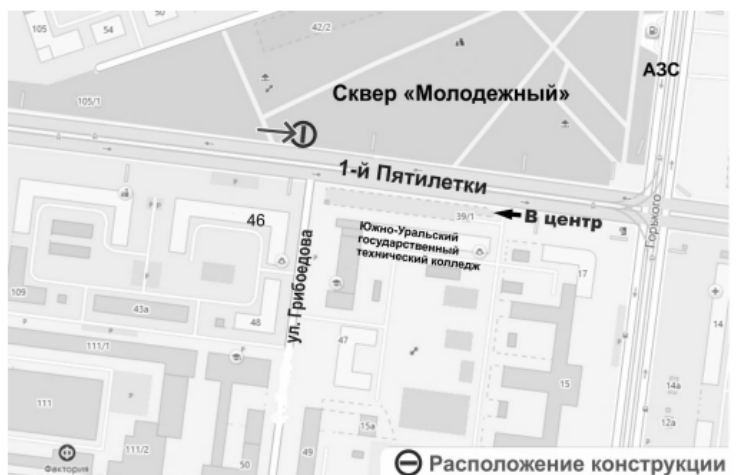 105
54
50
42/2
АЗС
Сквер «Молодежный»
105/1
1-й Пятилетки
39/1
В центр
Горького
46
Южно-Уральский
государственный
технический колледж
ул. Грибоедова
17
109
43а
48
14
111/1
47
15
14а
111
15а
12а
111/2
50
49
Фактория
Расположение конструкции